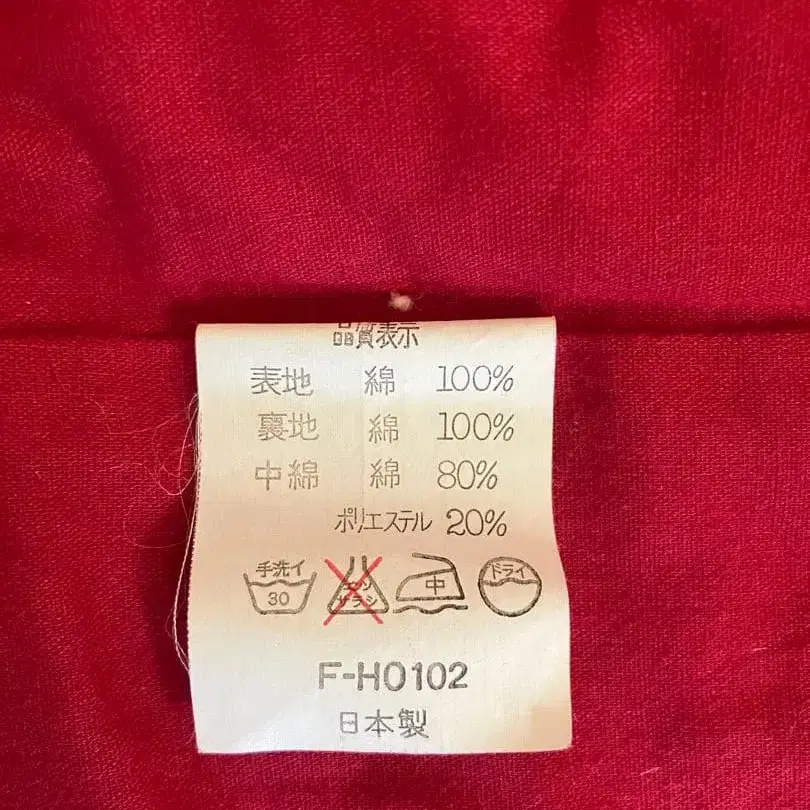 品質表示
表地 綿 100%
裏地 綿 100%
中綿 綿 80%
ポリエステル 20%
手洗イ 30 エンソサラシ 中 ドライ
F-H0102
日本製